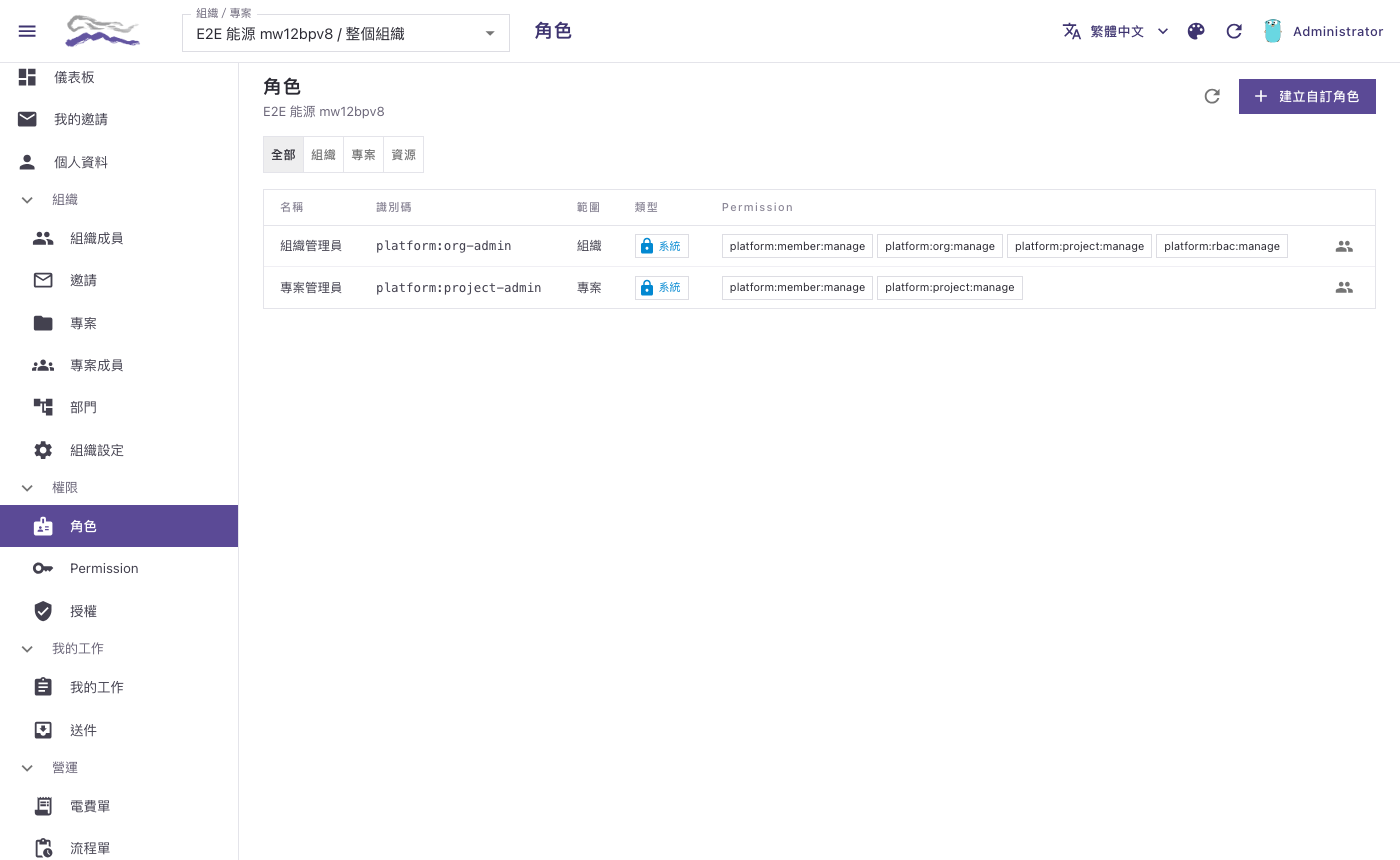 組織 / 專案
E2E 能源 mw12bpv8 / 整個組織
角色
繁體中文
Administrator
儀表板
我的邀請
個人資料
組織
組織成員
邀請
專案
專案成員
部門
組織設定
權限
角色
Permission
授權
我的工作
我的工作
送件
營運
電費單
流程單
角色
E2E 能源 mw12bpv8
建立自訂角色
全部 組織 專案 資源
名稱 識別碼 範圍 類型 Permission
組織管理員 platform:org-admin 組織 系統 platform:member:manage platform:org:manage platform:project:manage platform:rbac:manage
專案管理員 platform:project-admin 專案 系統 platform:member:manage platform:project:manage